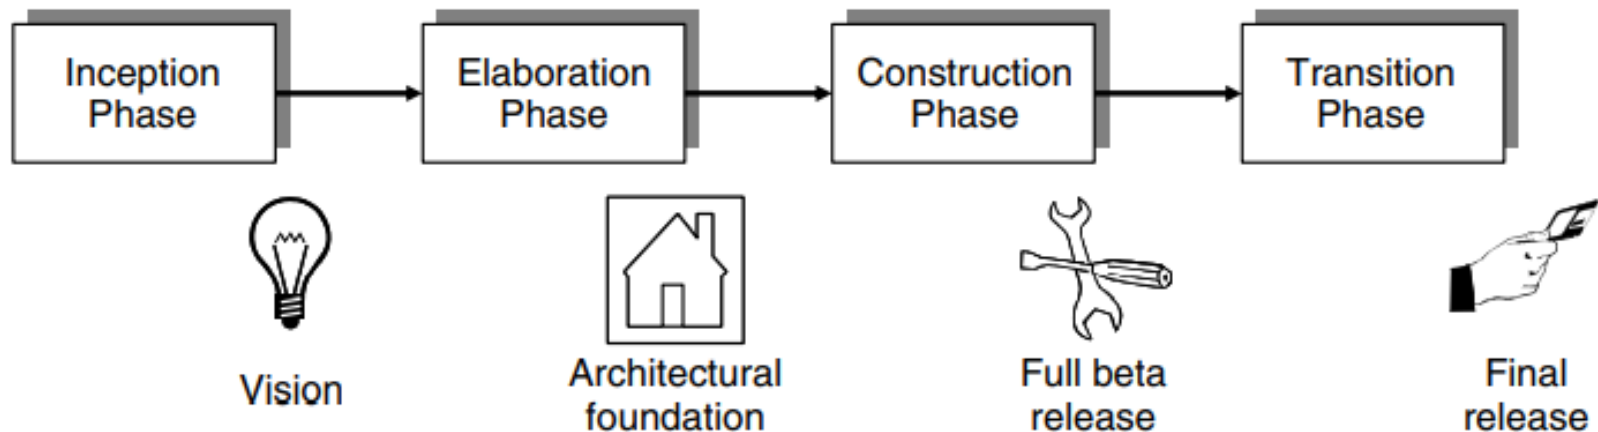 Inception
Phase
Elaboration
Phase
Construction
Phase
Transition
Phase
Vision
Architectural
foundation
Full beta
release
Final
release